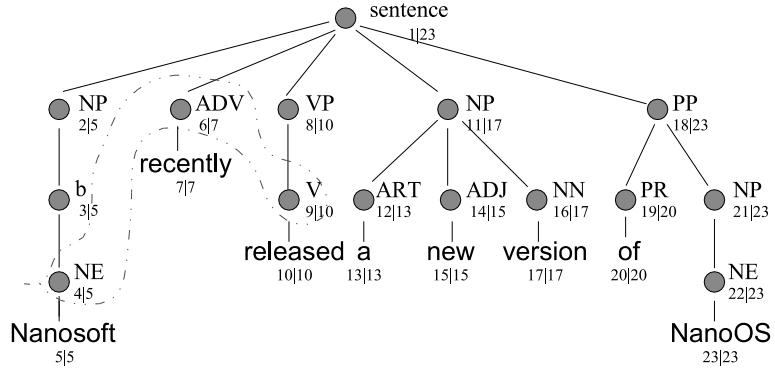 sentence
1|23
NP ADV VP NP PP
2|5 6|7 8|10 11|17 18|23
recently
7|7
b V ART ADJ NN PR NP
3|5 9|10 12|13 14|15 16|17 19|20 21|23
released a new version of
10|10 13|13 15|15 17|17 20|20
NE NE
4|5 22|23
Nanosoft NanoOS
5|5 23|23